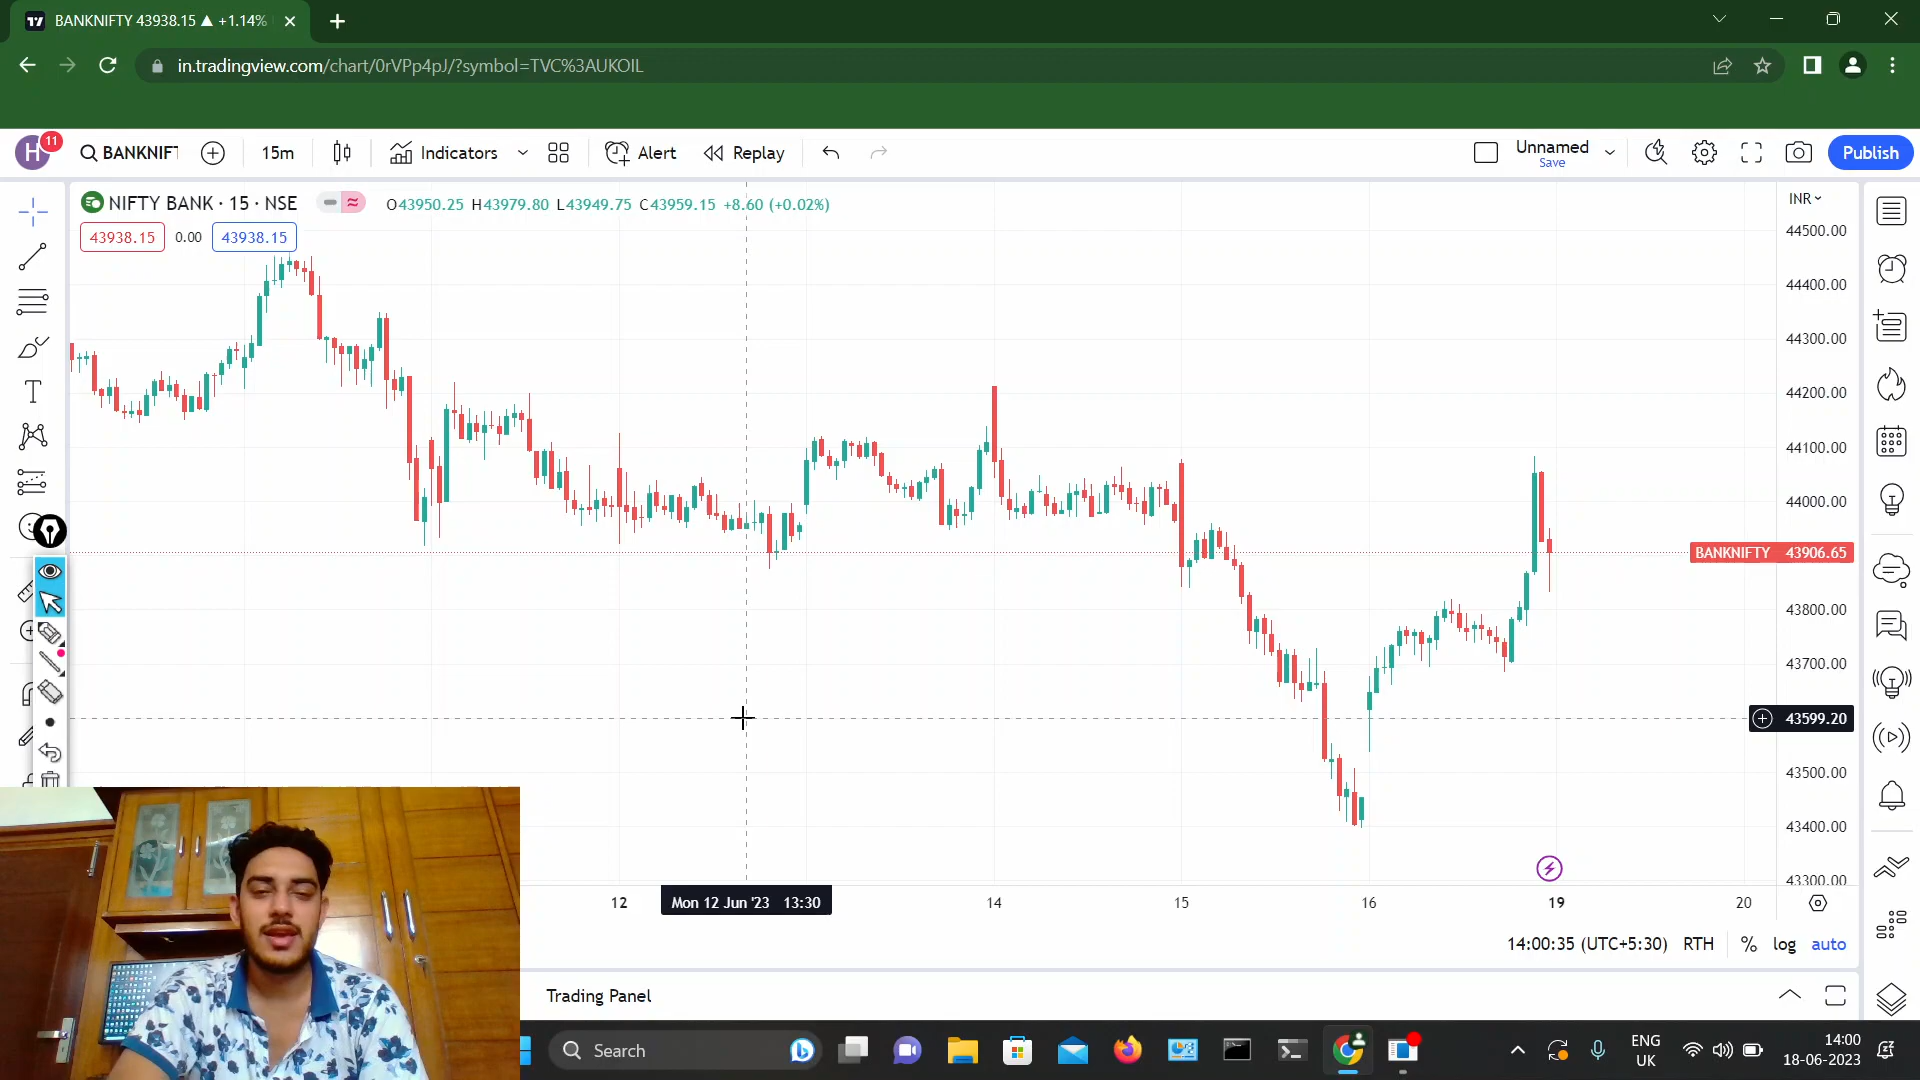 BANKNIFTY 43938.15 ▲ +1.14%
in.tradingview.com/chart/0rVPp4pJ/?symbol=TVC%3AUKOIL
H
11
BANKNIFT
15m
Indicators
Alert
Replay
Unnamed
Save
Publish
NIFTY BANK · 15 · NSE
O43950.25 H43979.80 L43949.75 C43959.15 +8.60 (+0.02%)
INR
43938.15 0.00 43938.15
44500.00
44400.00
44300.00
44200.00
44100.00
44000.00
BANKNIFTY 43906.65
43800.00
43700.00
43599.20
43500.00
43400.00
43300.00
12
Mon 12 Jun '23 13:30
14
15
16
19
20
14:00:35 (UTC+5:30) RTH % log auto
Trading Panel
Search
ENG
UK
14:00
18-06-2023